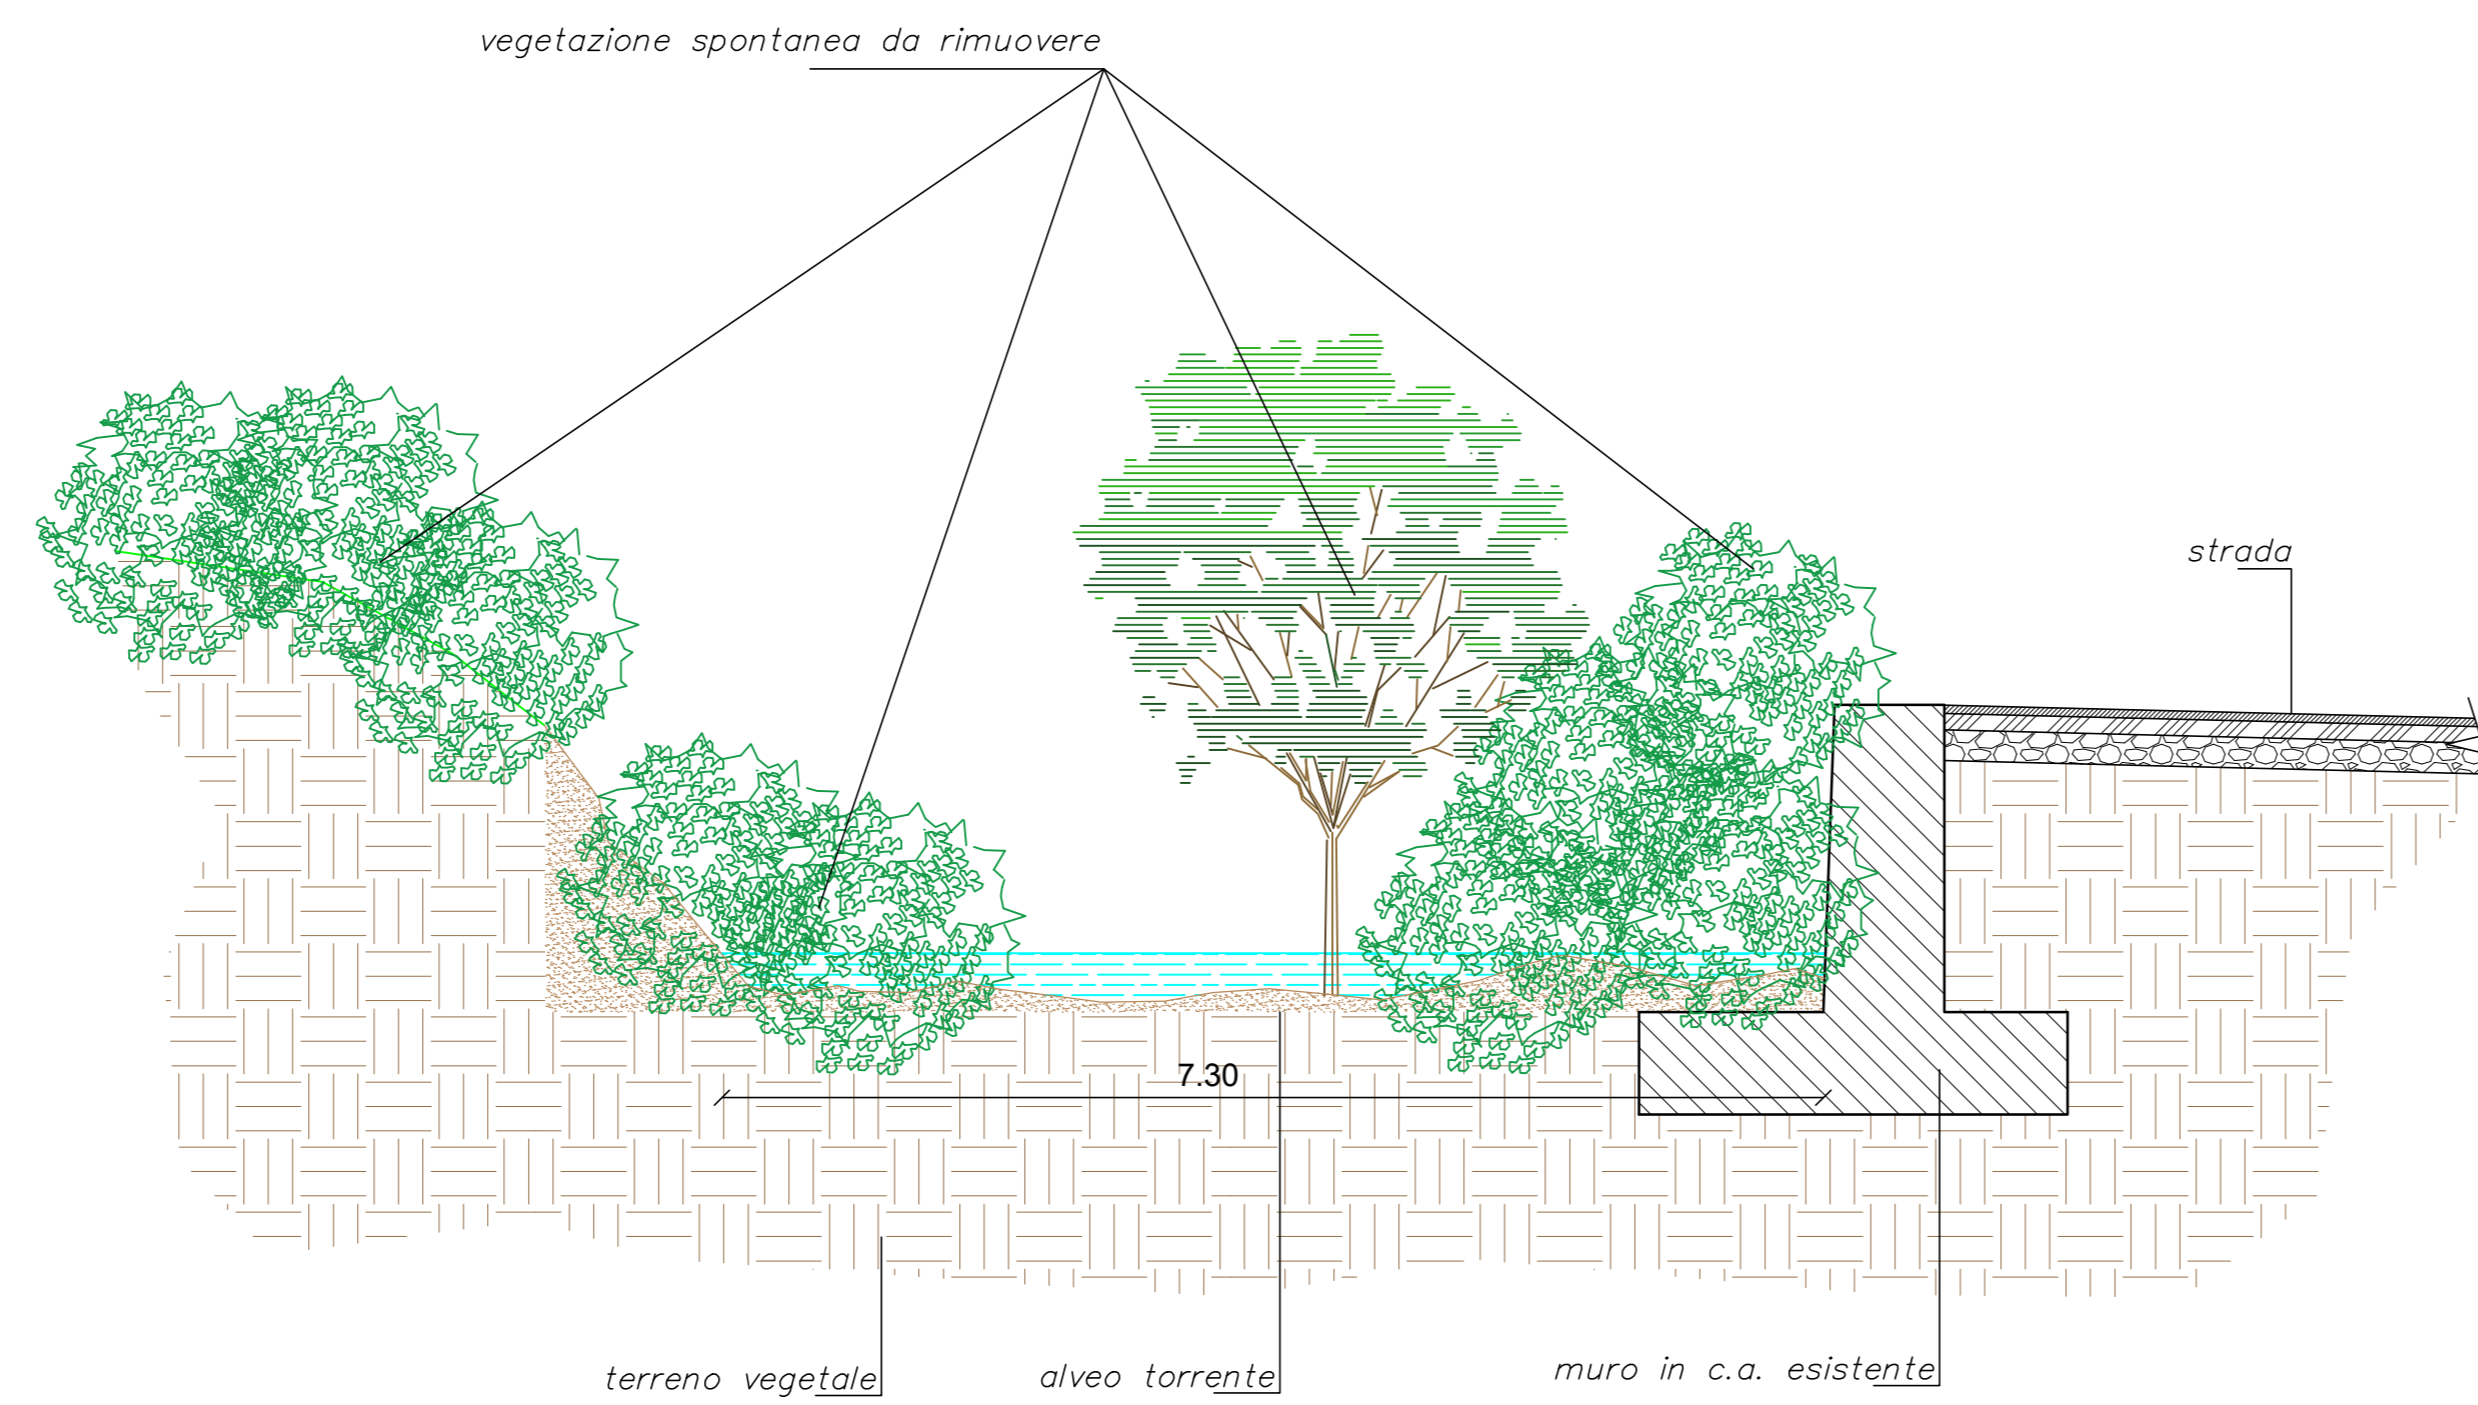 vegetazione spontanea da rimuovere
strada
7.30
terreno vegetale
alveo torrente
muro in c.a. esistente